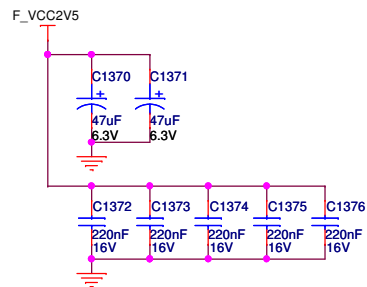 F_VCC2V5
C1370 C1371
+ +
47uF 47uF
6.3V 6.3V
C1372 C1373 C1374 C1375 C1376
220nF 220nF 220nF 220nF 220nF
16V 16V 16V 16V 16V